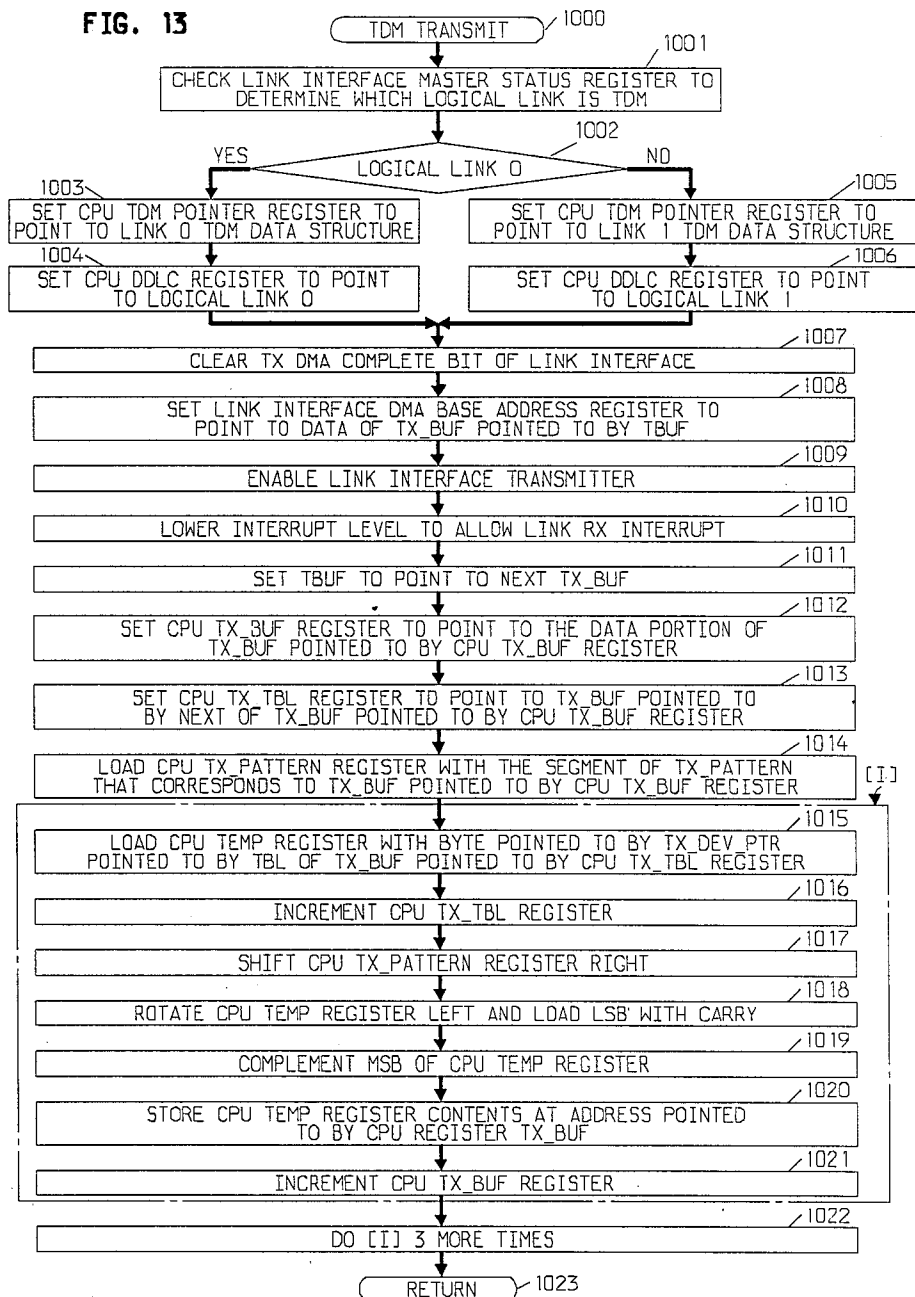 FIG. 13
TDM TRANSMIT
1000
1001
CHECK LINK INTERFACE MASTER STATUS REGISTER TO
DETERMINE WHICH LOGICAL LINK IS TDM
1002
YES
LOGICAL LINK 0
NO
1003
SET CPU TDM POINTER REGISTER TO
POINT TO LINK 0 TDM DATA STRUCTURE
1005
SET CPU TDM POINTER REGISTER TO
POINT TO LINK 1 TDM DATA STRUCTURE
1004
SET CPU DDLC REGISTER TO POINT
TO LOGICAL LINK 0
1006
SET CPU DDLC REGISTER TO POINT
TO LOGICAL LINK 1
1007
CLEAR TX DMA COMPLETE BIT OF LINK INTERFACE
1008
SET LINK INTERFACE DMA BASE ADDRESS REGISTER TO
POINT TO DATA OF TX_BUF POINTED TO BY TBUF
1009
ENABLE LINK INTERFACE TRANSMITTER
1010
LOWER INTERRUPT LEVEL TO ALLOW LINK RX INTERRUPT
1011
SET TBUF TO POINT TO NEXT TX_BUF
1012
SET CPU TX_BUF REGISTER TO POINT TO THE DATA PORTION OF
TX_BUF POINTED TO BY CPU TX_BUF REGISTER
1013
SET CPU TX_TBL REGISTER TO POINT TO TX_BUF POINTED TO
BY NEXT OF TX_BUF POINTED TO BY CPU TX_BUF REGISTER
1014
LOAD CPU TX_PATTERN REGISTER WITH THE SEGMENT OF TX_PATTERN
THAT CORRESPONDS TO TX_BUF POINTED TO BY CPU TX_BUF REGISTER
[I]
1015
LOAD CPU TEMP REGISTER WITH BYTE POINTED TO BY TX_DEV_PTR
POINTED TO BY TBL OF TX_BUF POINTED TO BY CPU TX_TBL REGISTER
1016
INCREMENT CPU TX_TBL REGISTER
1017
SHIFT CPU TX_PATTERN REGISTER RIGHT
1018
ROTATE CPU TEMP REGISTER LEFT AND LOAD LSB WITH CARRY
1019
COMPLEMENT MSB OF CPU TEMP REGISTER
1020
STORE CPU TEMP REGISTER CONTENTS AT ADDRESS POINTED
TO BY CPU REGISTER TX_BUF
1021
INCREMENT CPU TX_BUF REGISTER
1022
DO [I] 3 MORE TIMES
RETURN
1023